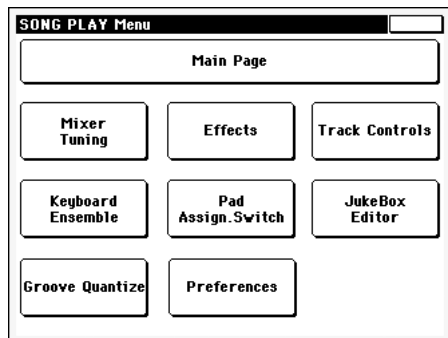 SONG PLAY Menu
Main Page
Mixer
Tuning
Effects
Track Controls
Keyboard
Ensemble
Pad
Assign.Switch
JukeBox
Editor
Groove Quantize
Preferences